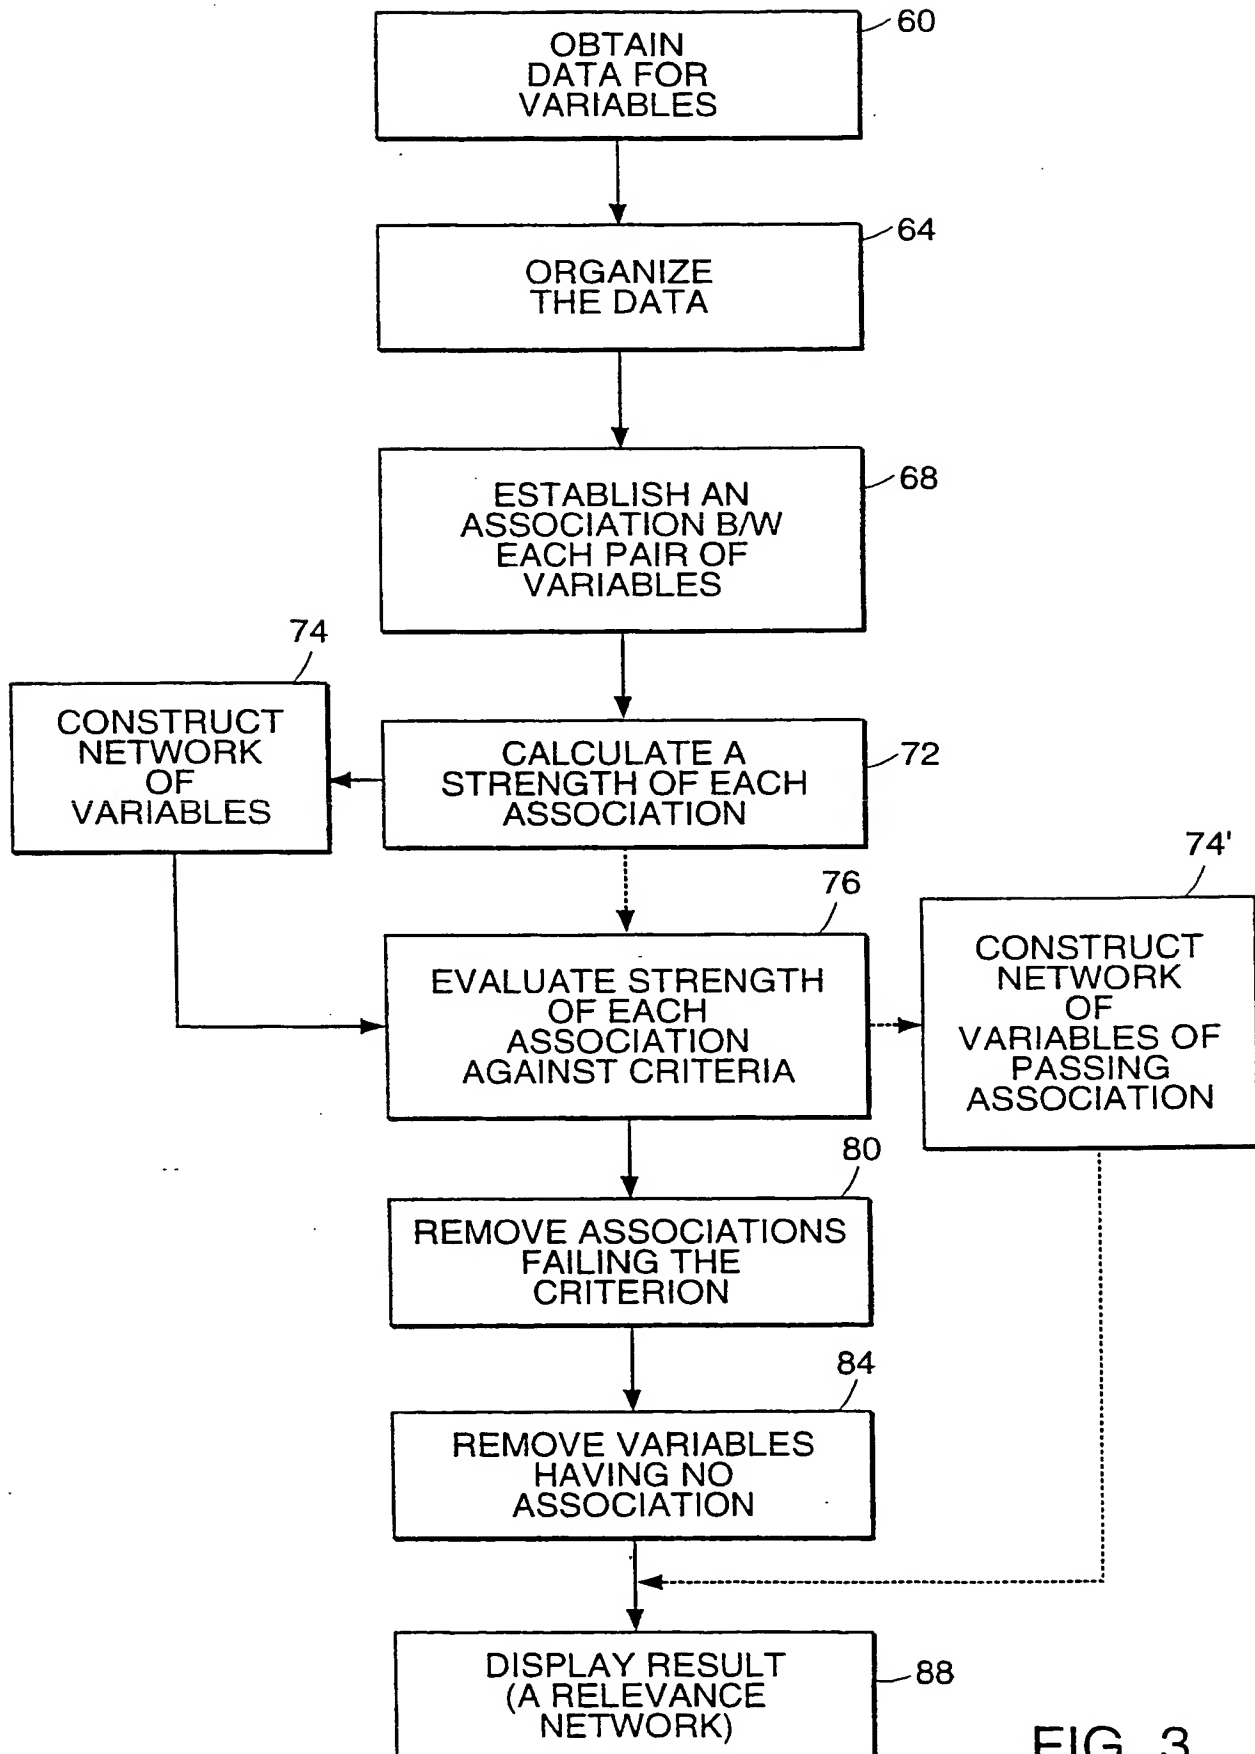 OBTAIN
DATA FOR
VARIABLES
60
ORGANIZE
THE DATA
64
ESTABLISH AN
ASSOCIATION B/W
EACH PAIR OF
VARIABLES
68
74
CONSTRUCT
NETWORK
OF
VARIABLES
CALCULATE A
STRENGTH OF EACH
ASSOCIATION
72
76
EVALUATE STRENGTH
OF EACH
ASSOCIATION
AGAINST CRITERIA
74'
CONSTRUCT
NETWORK
OF
VARIABLES OF
PASSING
ASSOCIATION
80
REMOVE ASSOCIATIONS
FAILING THE
CRITERION
84
REMOVE VARIABLES
HAVING NO
ASSOCIATION
DISPLAY RESULT
(A RELEVANCE
NETWORK)
88
FIG. 3